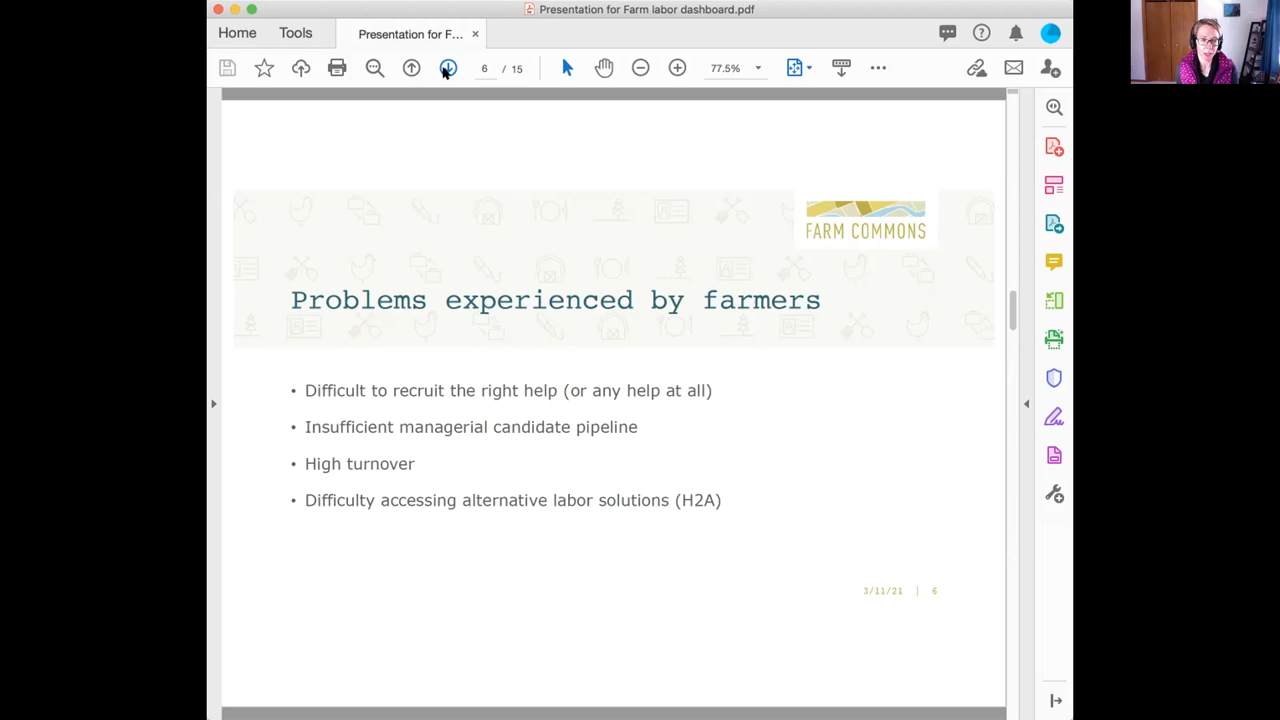 Presentation for Farm labor dashboard.pdf
Home
Tools
Presentation for F...
6 / 15
77.5%
FARM COMMONS
Problems experienced by farmers
• Difficult to recruit the right help (or any help at all)
• Insufficient managerial candidate pipeline
• High turnover
• Difficulty accessing alternative labor solutions (H2A)
3/11/21 | 6